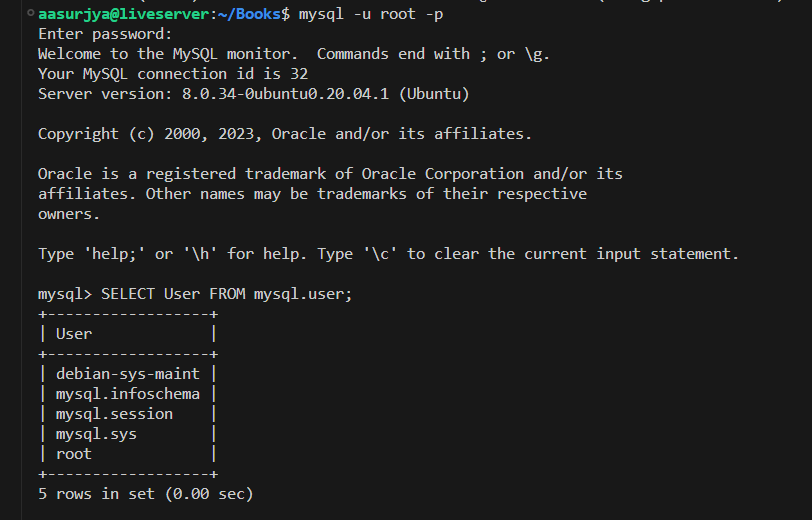 aasurjya@liveserver:~/Books$ mysql -u root -p
Enter password:
Welcome to the MySQL monitor.  Commands end with ; or \g.
Your MySQL connection id is 32
Server version: 8.0.34-0ubuntu0.20.04.1 (Ubuntu)

Copyright (c) 2000, 2023, Oracle and/or its affiliates.

Oracle is a registered trademark of Oracle Corporation and/or its
affiliates. Other names may be trademarks of their respective
owners.

Type 'help;' or '\h' for help. Type '\c' to clear the current input statement.

mysql> SELECT User FROM mysql.user;
+------------------+
| User             |
+------------------+
| debian-sys-maint |
| mysql.infoschema |
| mysql.session    |
| mysql.sys        |
| root             |
+------------------+
5 rows in set (0.00 sec)